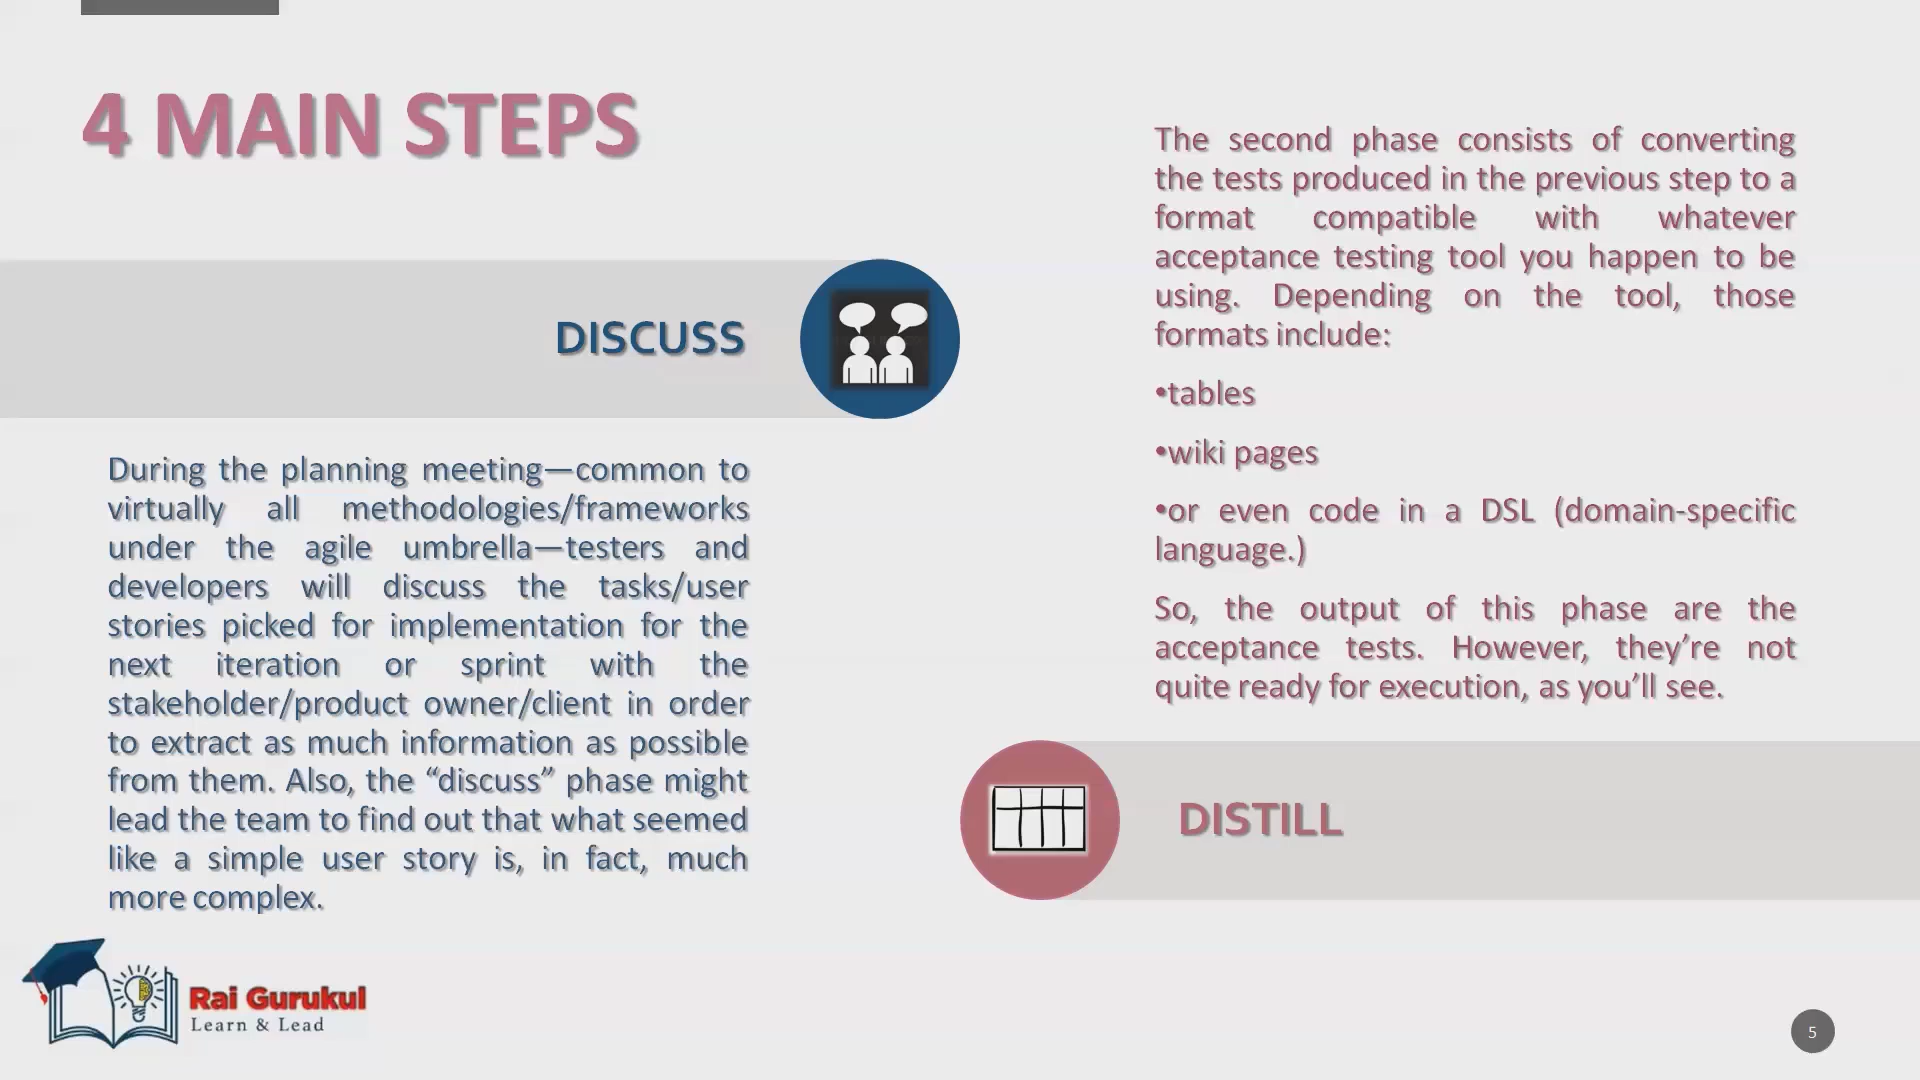 4 MAIN STEPS
DISCUSS
During the planning meeting—common to
virtually all methodologies/frameworks
under the agile umbrella—testers and
developers will discuss the tasks/user
stories picked for implementation for the
next iteration or sprint with the
stakeholder/product owner/client in order
to extract as much information as possible
from them. Also, the “discuss” phase might
lead the team to find out that what seemed
like a simple user story is, in fact, much
more complex.
The second phase consists of converting
the tests produced in the previous step to a
format compatible with whatever
acceptance testing tool you happen to be
using. Depending on the tool, those
formats include:
•tables
•wiki pages
•or even code in a DSL (domain-specific
language.)
So, the output of this phase are the
acceptance tests. However, they’re not
quite ready for execution, as you’ll see.
DISTILL
Rai Gurukul
Learn & Lead
5